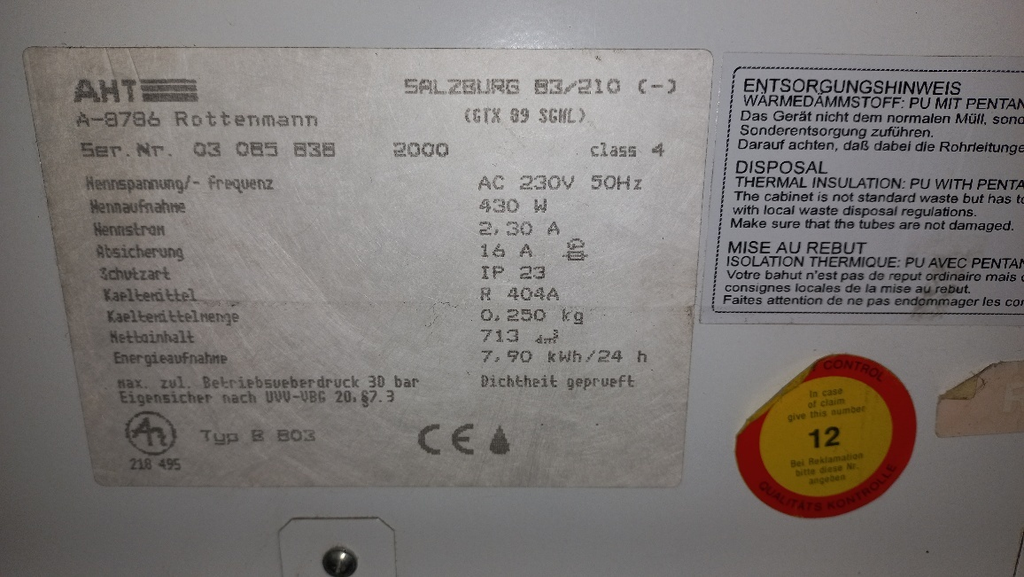 AHT
SALZBURG 83/210 (-)
A-8786 Rottenmann
(GTX 09 SGHL)
Ser. Nr. 03 085 838 2000 class 4
Nennspannung/- frequenz AC 230V 50Hz
Nennaufnahme 430 W
Nennstrom 2,30 A
Absicherung 16 A
Schutzart IP 23
Kaeltemittel R 404A
Kaeltemittelmenge 0,250 kg
Nettoinhalt 713 dm³
Energieaufnahme 7,90 kWh/24 h
max. zul. Betriebsueberdruck 30 bar Dichtheit geprueft
Eigensicher nach UVV-VBG 20.§7.3
Typ B 803 CE
218 495
ENTSORGUNGSHINWEIS
WÄRMEDÄMMSTOFF: PU MIT PENTAN
Das Gerät nicht dem normalen Müll, sond
Sonderentsorgung zuführen.
Darauf achten, daß dabei die Rohrleitunge
DISPOSAL
THERMAL INSULATION: PU WITH PENTA
The cabinet is not standard waste but has to
with local waste disposal regulations.
Make sure that the tubes are not damaged.
MISE AU REBUT
ISOLATION THERMIQUE: PU AVEC PENTAN
Votre bahut n'est pas de reput ordinaire mais
consignes locales de la mise au rebut.
Faites attention de ne pas endommager les co
CONTROL
In case
of claim
give this number
12
Bei Reklamation
bitte diese Nr.
angeben
QUALITÄTS KONTROLLE